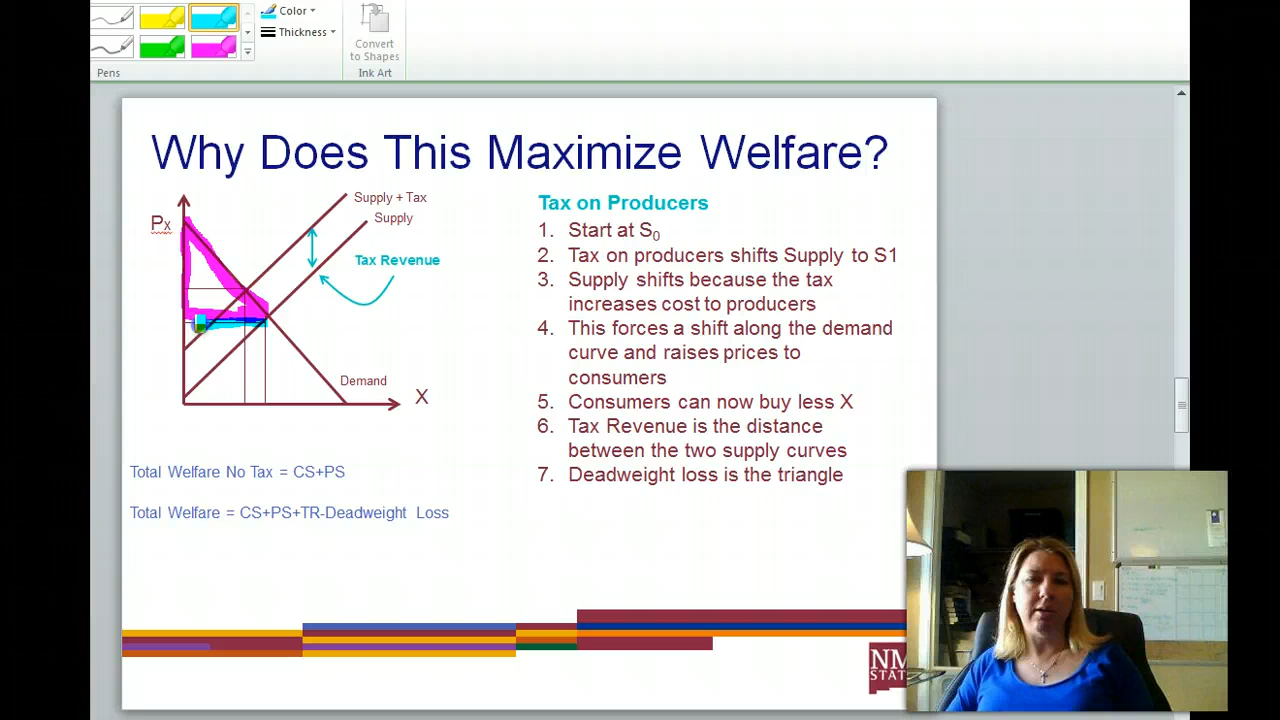 Color
Thickness
Convert
to Shapes
Pens
Ink Art
Why Does This Maximize Welfare?
Supply + Tax
Supply
Px
Tax Revenue
Demand
X
Total Welfare No Tax = CS+PS
Total Welfare = CS+PS+TR-Deadweight Loss
Tax on Producers
1. Start at S0
2. Tax on producers shifts Supply to S1
3. Supply shifts because the tax
increases cost to producers
4. This forces a shift along the demand
curve and raises prices to
consumers
5. Consumers can now buy less X
6. Tax Revenue is the distance
between the two supply curves
7. Deadweight loss is the triangle
NM
STATE